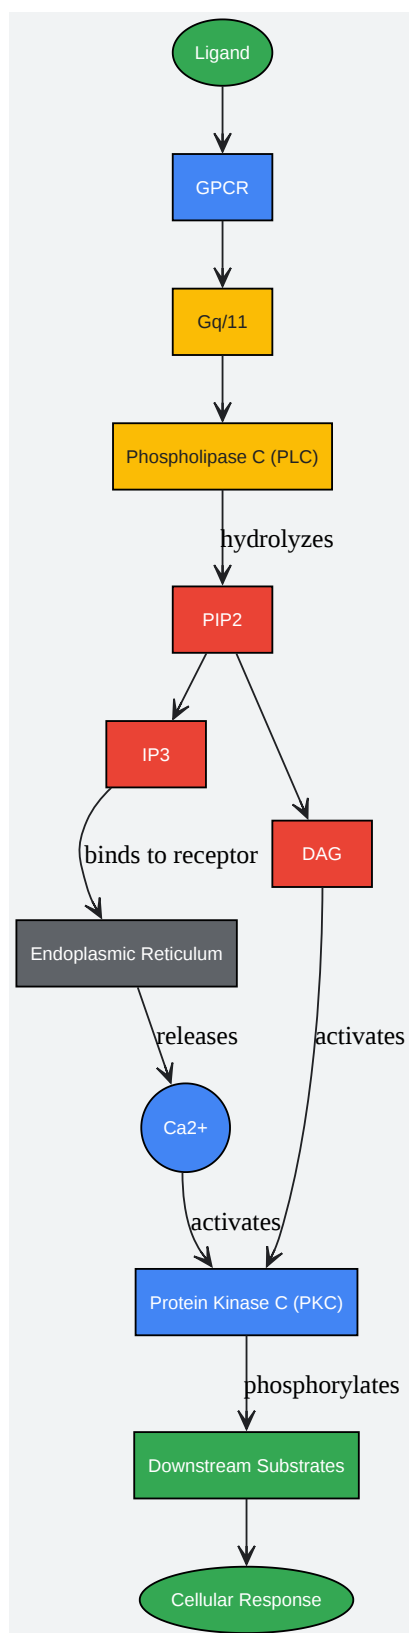 Ligand
GPCR
Gq/11
Phospholipase C (PLC)
hydrolyzes
PIP2
IP3
binds to receptor
DAG
Endoplasmic Reticulum
releases
activates
Ca2+
activates
Protein Kinase C (PKC)
phosphorylates
Downstream Substrates
Cellular Response